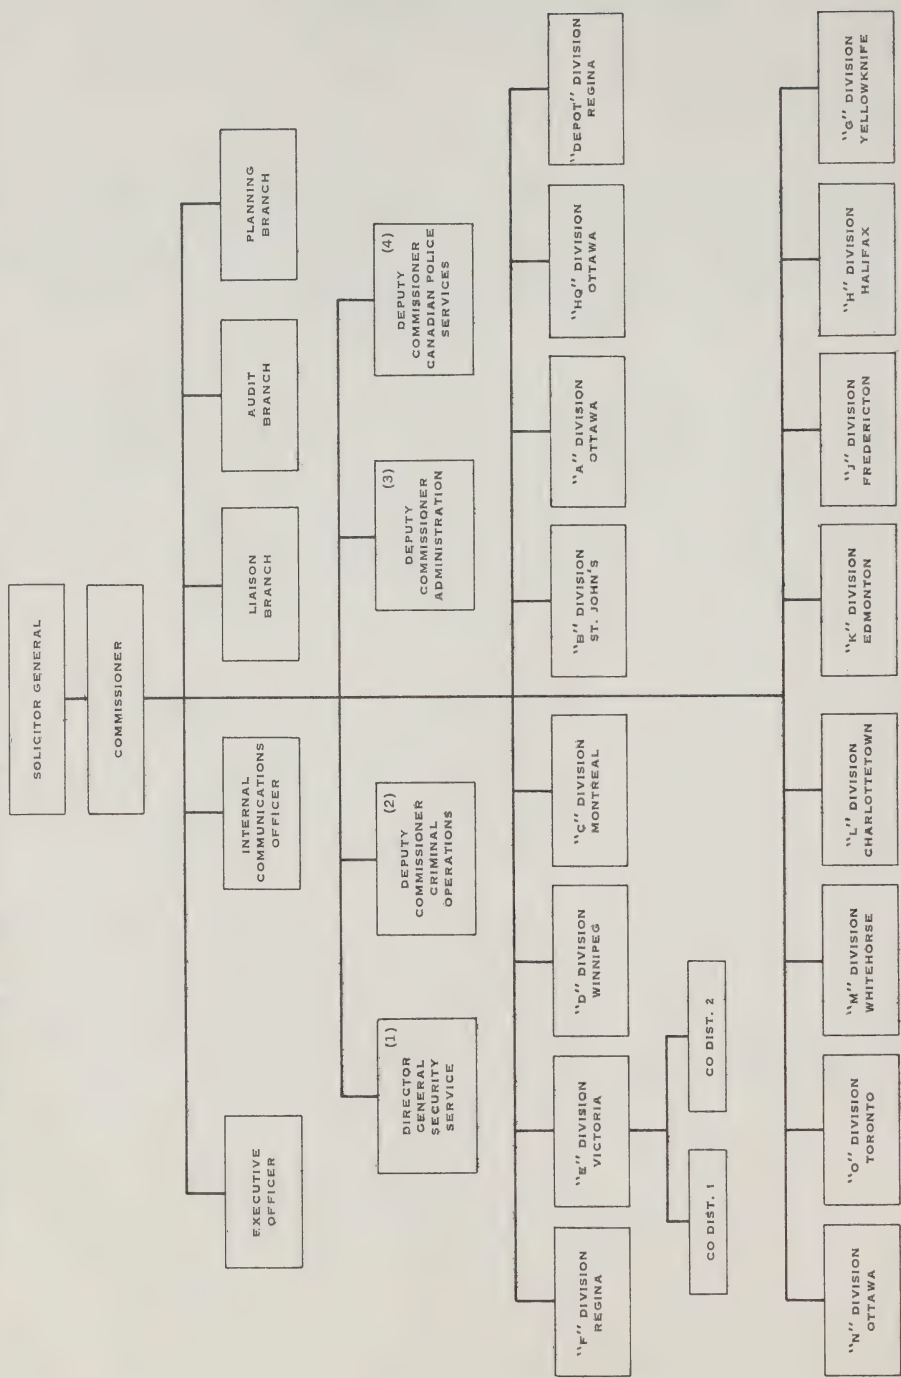 SOLICITOR GENERAL
COMMISSIONER
EXECUTIVE
OFFICER
INTERNAL
COMMUNICATIONS
OFFICER
LIAISON
BRANCH
AUDIT
BRANCH
PLANNING
BRANCH
(1)
DIRECTOR
GENERAL
SECURITY
SERVICE
(2)
DEPUTY
COMMISSIONER
CRIMINAL
OPERATIONS
(3)
DEPUTY
COMMISSIONER
ADMINISTRATION
(4)
DEPUTY
COMMISSIONER
CANADIAN POLICE
SERVICES
"F" DIVISION
REGINA
"E" DIVISION
VICTORIA
"D" DIVISION
WINNIPEG
"C" DIVISION
MONTREAL
"B" DIVISION
ST. JOHN'S
"A" DIVISION
OTTAWA
"HQ" DIVISION
OTTAWA
"DEPOT" DIVISION
REGINA
CO DIST. 1
CO DIST. 2
"N" DIVISION
OTTAWA
"O" DIVISION
TORONTO
"M" DIVISION
WHITEHORSE
"L" DIVISION
CHARLOTTETOWN
"K" DIVISION
EDMONTON
"J" DIVISION
FREDERICTON
"H" DIVISION
HALIFAX
"G" DIVISION
YELLOWKNIFE